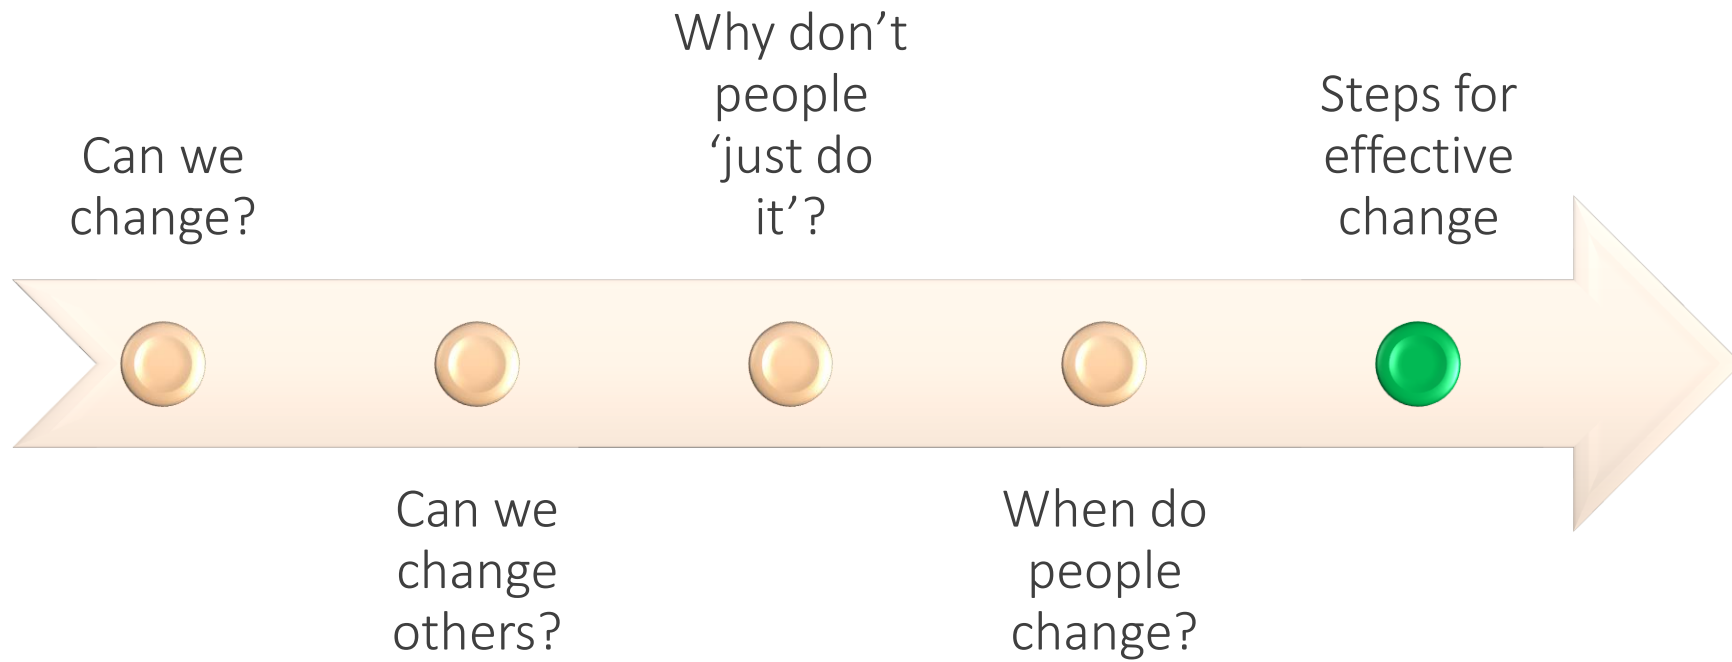 Can we
change?
Can we
change
others?
Why don’t
people
‘just do
it’?
When do
people
change?
Steps for
effective
change